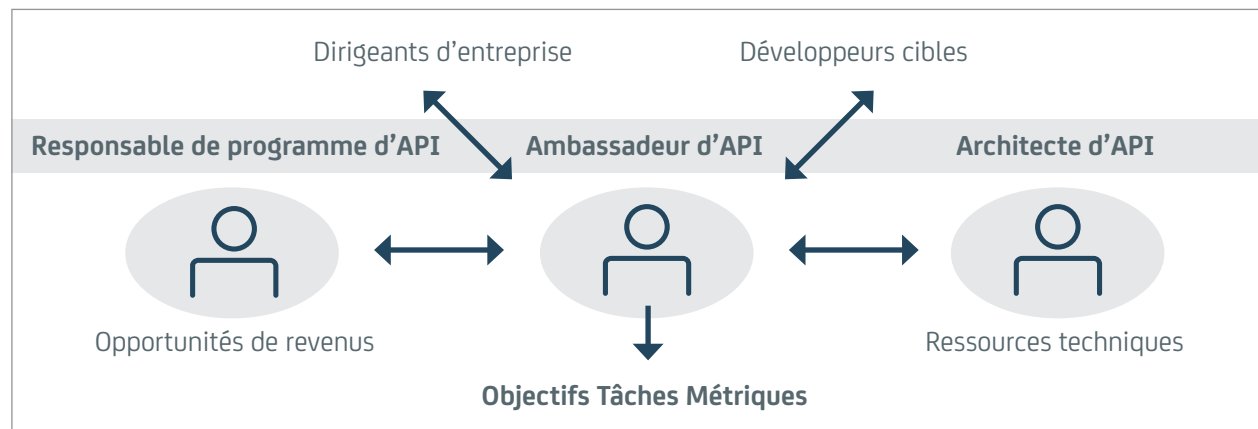 Dirigeants d’entreprise
Développeurs cibles
Responsable de programme d’API
Ambassadeur d’API
Architecte d’API
Opportunités de revenus
Ressources techniques
Objectifs Tâches Métriques